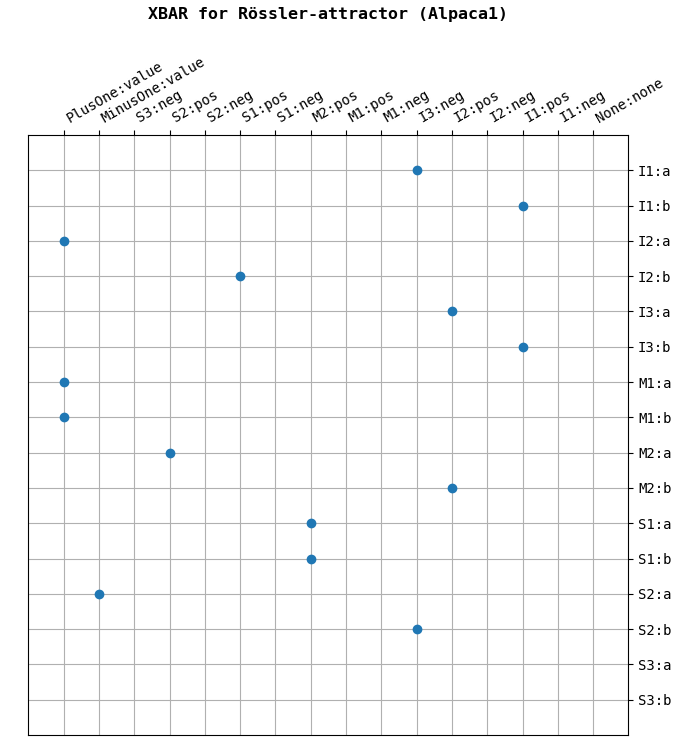 XBAR for Rössler-attractor (Alpaca1)
PlusOne:value
MinusOne:value
S3:neg
S2:pos
S2:neg
S1:pos
S1:neg
M2:pos
M1:pos
M1:neg
I3:neg
I2:pos
I2:neg
I1:pos
I1:neg
None:none
I1:a
I1:b
I2:a
I2:b
I3:a
I3:b
M1:a
M1:b
M2:a
M2:b
S1:a
S1:b
S2:a
S2:b
S3:a
S3:b